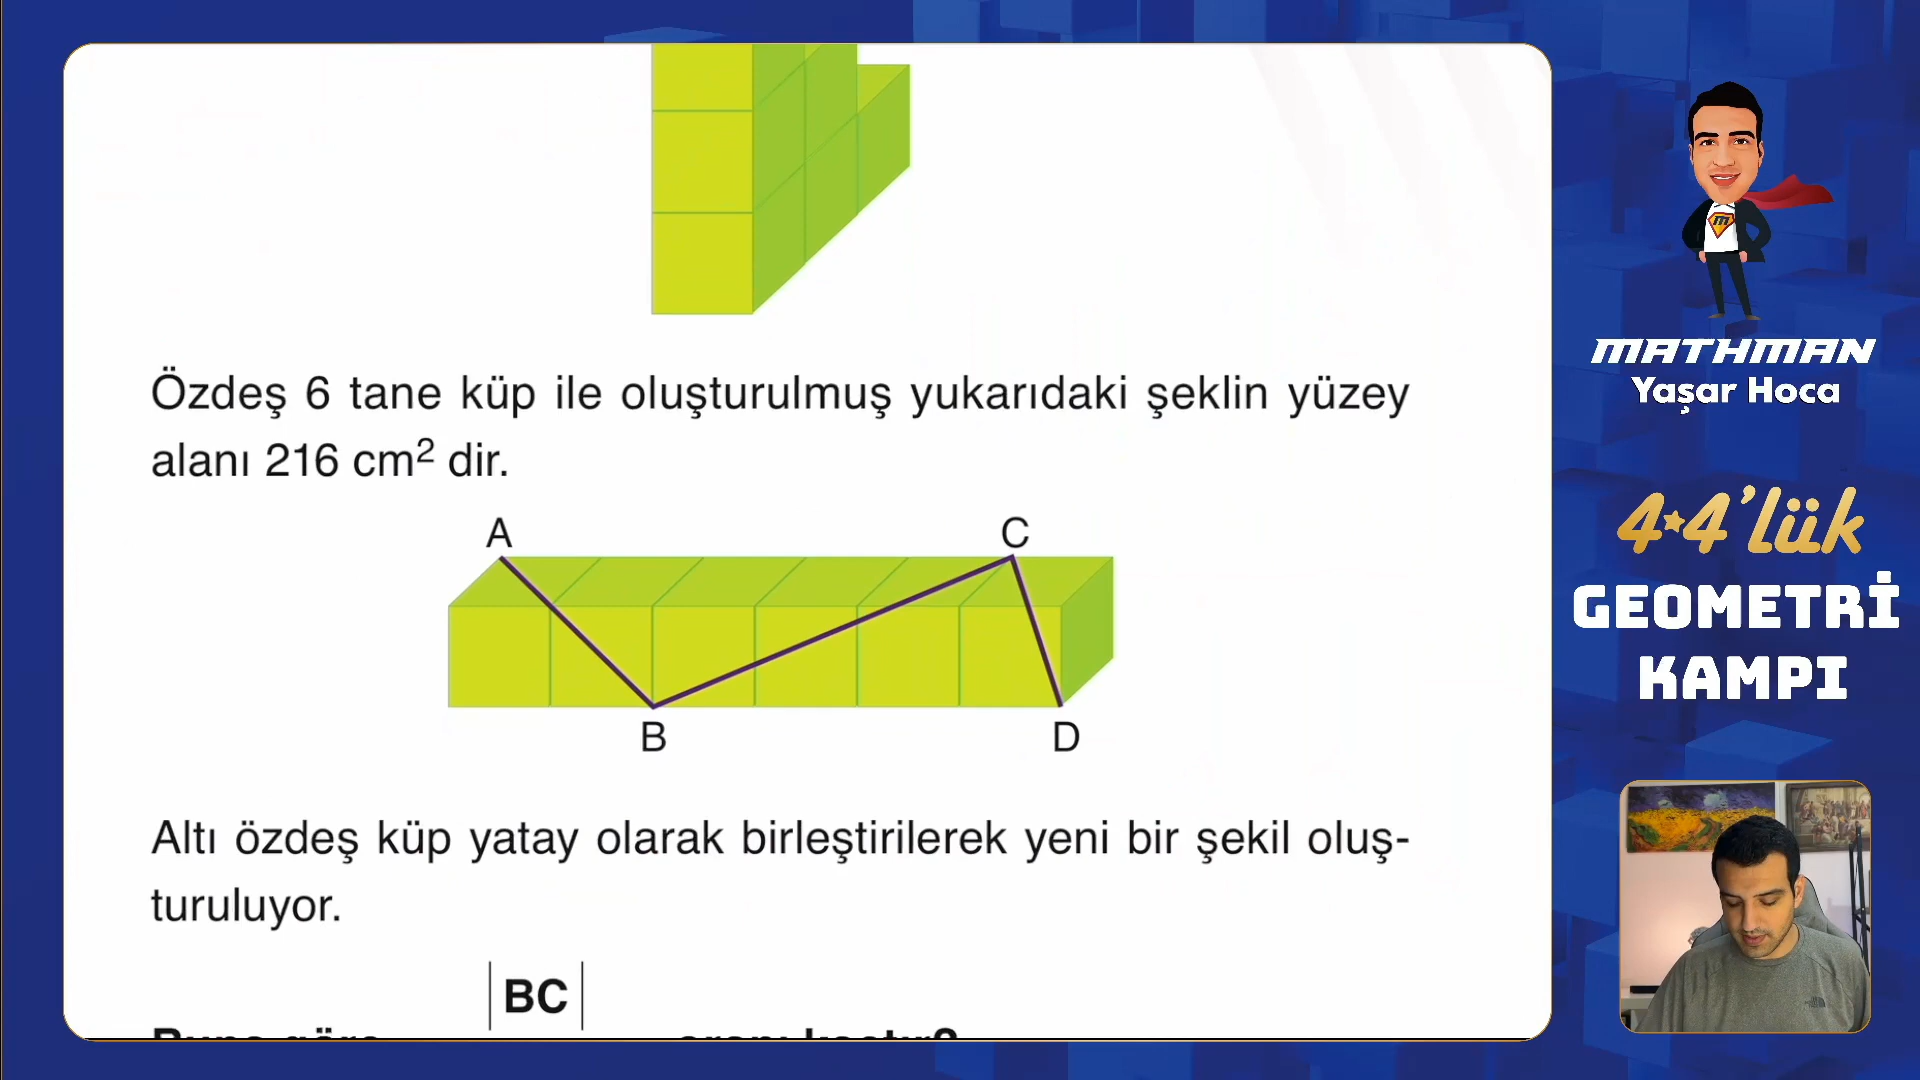 Özdeş 6 tane küp ile oluşturulmuş yukarıdaki şeklin yüzey
alanı 216 cm² dir.
A
C
B
D
Altı özdeş küp yatay olarak birleştirilerek yeni bir şekil oluş-
turuluyor.
|BC|
m
MATHMAN
Yaşar Hoca
4★4'lük
GEOMETRİ
KAMPI